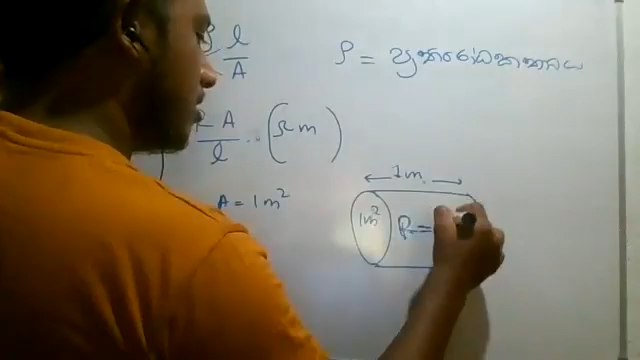 ρ l/A
ρ = ප්‍රතිරෝධකතාවය
R A/l .. (Ωm)
A = 1m²
1m.
1m² R =